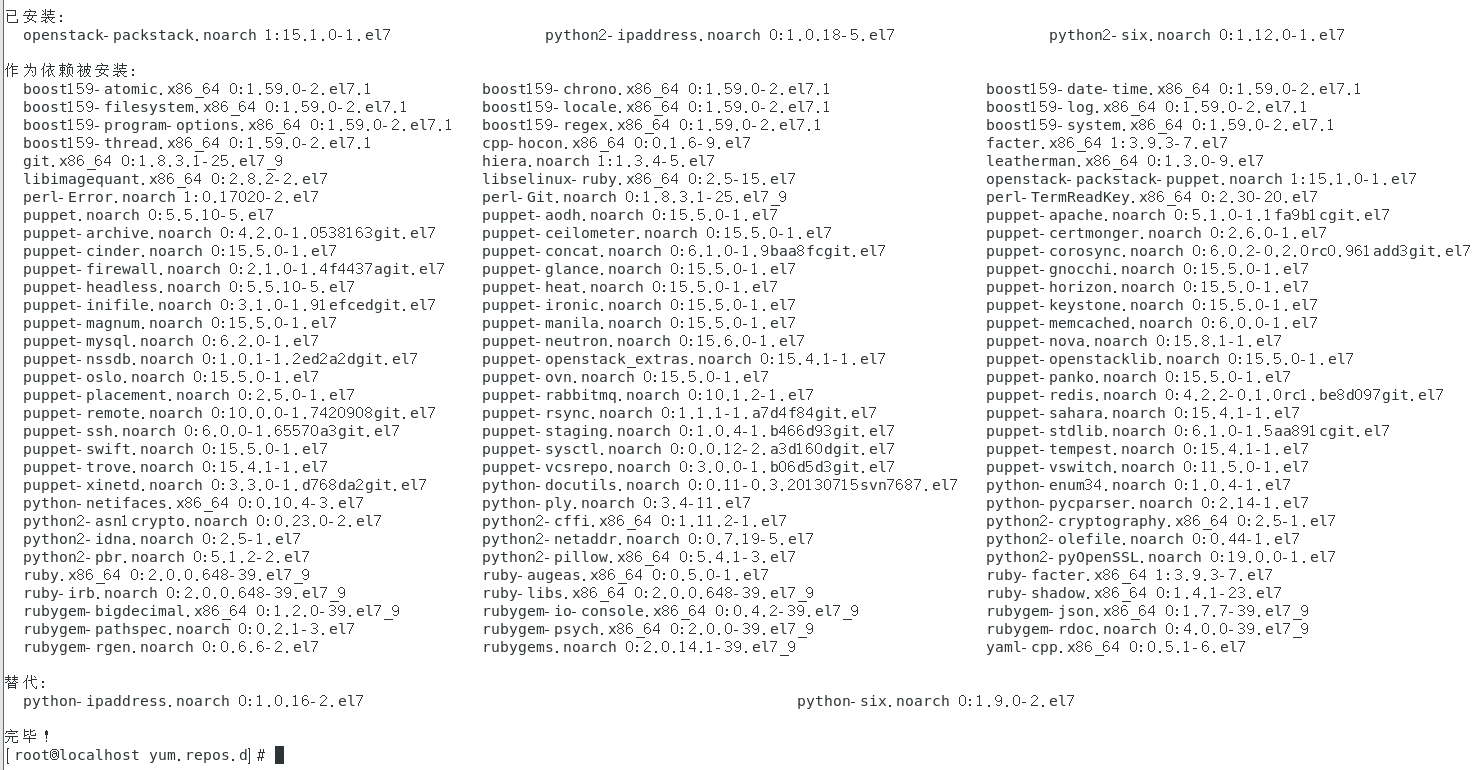 已安装:
openstack-packstack.noarch 1:15.1.0-1.el7 python2-ipaddress.noarch 0:1.0.18-5.el7 python2-six.noarch 0:1.12.0-1.el7
作为依赖被安装:
boost159-atomic.x86_64 0:1.59.0-2.el7.1 boost159-chrono.x86_64 0:1.59.0-2.el7.1 boost159-date-time.x86_64 0:1.59.0-2.el7.1
boost159-filesystem.x86_64 0:1.59.0-2.el7.1 boost159-locale.x86_64 0:1.59.0-2.el7.1 boost159-log.x86_64 0:1.59.0-2.el7.1
boost159-program-options.x86_64 0:1.59.0-2.el7.1 boost159-regex.x86_64 0:1.59.0-2.el7.1 boost159-system.x86_64 0:1.59.0-2.el7.1
boost159-thread.x86_64 0:1.59.0-2.el7.1 cpp-hocon.x86_64 0:0.1.6-9.el7 facter.x86_64 1:3.9.3-7.el7
git.x86_64 0:1.8.3.1-25.el7_9 hiera.noarch 1:1.3.4-5.el7 leatherman.x86_64 0:1.3.0-9.el7
libimagequant.x86_64 0:2.8.2-2.el7 libselinux-ruby.x86_64 0:2.5-15.el7 openstack-packstack-puppet.noarch 1:15.1.0-1.el7
perl-Error.noarch 1:0.17020-2.el7 perl-Git.noarch 0:1.8.3.1-25.el7_9 perl-TermReadKey.x86_64 0:2.30-20.el7
puppet.noarch 0:5.5.10-5.el7 puppet-aodh.noarch 0:15.5.0-1.el7 puppet-apache.noarch 0:5.1.0-1.1fa9b1cgit.el7
puppet-archive.noarch 0:4.2.0-1.0538163git.el7 puppet-ceilometer.noarch 0:15.5.0-1.el7 puppet-certmonger.noarch 0:2.6.0-1.el7
puppet-cinder.noarch 0:15.5.0-1.el7 puppet-concat.noarch 0:6.1.0-1.9baa8fcgit.el7 puppet-corosync.noarch 0:6.0.2-0.2.0rc0.961add3git.el7
puppet-firewall.noarch 0:2.1.0-1.4f4437agit.el7 puppet-glance.noarch 0:15.5.0-1.el7 puppet-gnocchi.noarch 0:15.5.0-1.el7
puppet-headless.noarch 0:5.5.10-5.el7 puppet-heat.noarch 0:15.5.0-1.el7 puppet-horizon.noarch 0:15.5.0-1.el7
puppet-inifile.noarch 0:3.1.0-1.91efcedgit.el7 puppet-ironic.noarch 0:15.5.0-1.el7 puppet-keystone.noarch 0:15.5.0-1.el7
puppet-magnum.noarch 0:15.5.0-1.el7 puppet-manila.noarch 0:15.5.0-1.el7 puppet-memcached.noarch 0:6.0.0-1.el7
puppet-mysql.noarch 0:6.2.0-1.el7 puppet-neutron.noarch 0:15.6.0-1.el7 puppet-nova.noarch 0:15.8.1-1.el7
puppet-nssdb.noarch 0:1.0.1-1.2ed2a2dgit.el7 puppet-openstack_extras.noarch 0:15.4.1-1.el7 puppet-openstacklib.noarch 0:15.5.0-1.el7
puppet-oslo.noarch 0:15.5.0-1.el7 puppet-ovn.noarch 0:15.5.0-1.el7 puppet-panko.noarch 0:15.5.0-1.el7
puppet-placement.noarch 0:2.5.0-1.el7 puppet-rabbitmq.noarch 0:10.1.2-1.el7 puppet-redis.noarch 0:4.2.2-0.1.0rc1.be8d097git.el7
puppet-remote.noarch 0:10.0.0-1.7420908git.el7 puppet-rsync.noarch 0:1.1.1-1.a7d4f84git.el7 puppet-sahara.noarch 0:15.4.1-1.el7
puppet-ssh.noarch 0:6.0.0-1.65570a3git.el7 puppet-staging.noarch 0:1.0.4-1.b466d93git.el7 puppet-stdlib.noarch 0:6.1.0-1.5aa891cgit.el7
puppet-swift.noarch 0:15.5.0-1.el7 puppet-sysctl.noarch 0:0.0.12-2.a3d160dgit.el7 puppet-tempest.noarch 0:15.4.1-1.el7
puppet-trove.noarch 0:15.4.1-1.el7 puppet-vcsrepo.noarch 0:3.0.0-1.b06d5d3git.el7 puppet-vswitch.noarch 0:11.5.0-1.el7
puppet-xinetd.noarch 0:3.3.0-1.d768da2git.el7 python-docutils.noarch 0:0.11-0.3.20130715svn7687.el7 python-enum34.noarch 0:1.0.4-1.el7
python-netifaces.x86_64 0:0.10.4-3.el7 python-ply.noarch 0:3.4-11.el7 python-pycparser.noarch 0:2.14-1.el7
python2-asn1crypto.noarch 0:0.23.0-2.el7 python2-cffi.x86_64 0:1.11.2-1.el7 python2-cryptography.x86_64 0:2.5-1.el7
python2-idna.noarch 0:2.5-1.el7 python2-netaddr.noarch 0:0.7.19-5.el7 python2-olefile.noarch 0:0.44-1.el7
python2-pbr.noarch 0:5.1.2-2.el7 python2-pillow.x86_64 0:5.4.1-3.el7 python2-pyOpenSSL.noarch 0:19.0.0-1.el7
ruby.x86_64 0:2.0.0.648-39.el7_9 ruby-augeas.x86_64 0:0.5.0-1.el7 ruby-facter.x86_64 1:3.9.3-7.el7
ruby-irb.noarch 0:2.0.0.648-39.el7_9 ruby-libs.x86_64 0:2.0.0.648-39.el7_9 ruby-shadow.x86_64 0:1.4.1-23.el7
rubygem-bigdecimal.x86_64 0:1.2.0-39.el7_9 rubygem-io-console.x86_64 0:0.4.2-39.el7_9 rubygem-json.x86_64 0:1.7.7-39.el7_9
rubygem-pathspec.noarch 0:0.2.1-3.el7 rubygem-psych.x86_64 0:2.0.0-39.el7_9 rubygem-rdoc.noarch 0:4.0.0-39.el7_9
rubygem-rgen.noarch 0:0.6.6-2.el7 rubygems.noarch 0:2.0.14.1-39.el7_9 yaml-cpp.x86_64 0:0.5.1-6.el7
替代:
python-ipaddress.noarch 0:1.0.16-2.el7 python-six.noarch 0:1.9.0-2.el7
完毕！
[root@localhost yum.repos.d]#